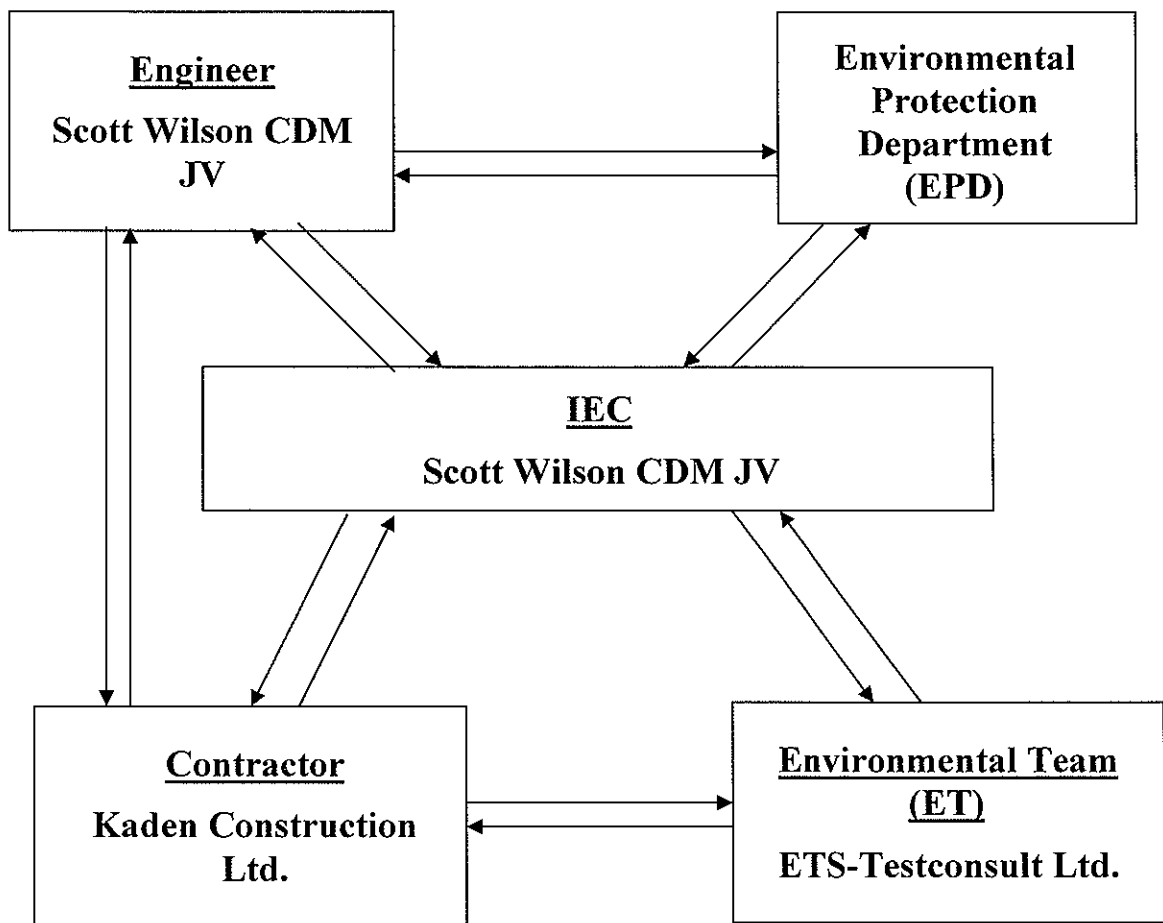 Engineer
Scott Wilson CDM
JV
Environmental
Protection
Department
(EPD)
IEC
Scott Wilson CDM JV
Contractor
Kaden Construction
Ltd.
Environmental Team
(ET)
ETS-Testconsult Ltd.